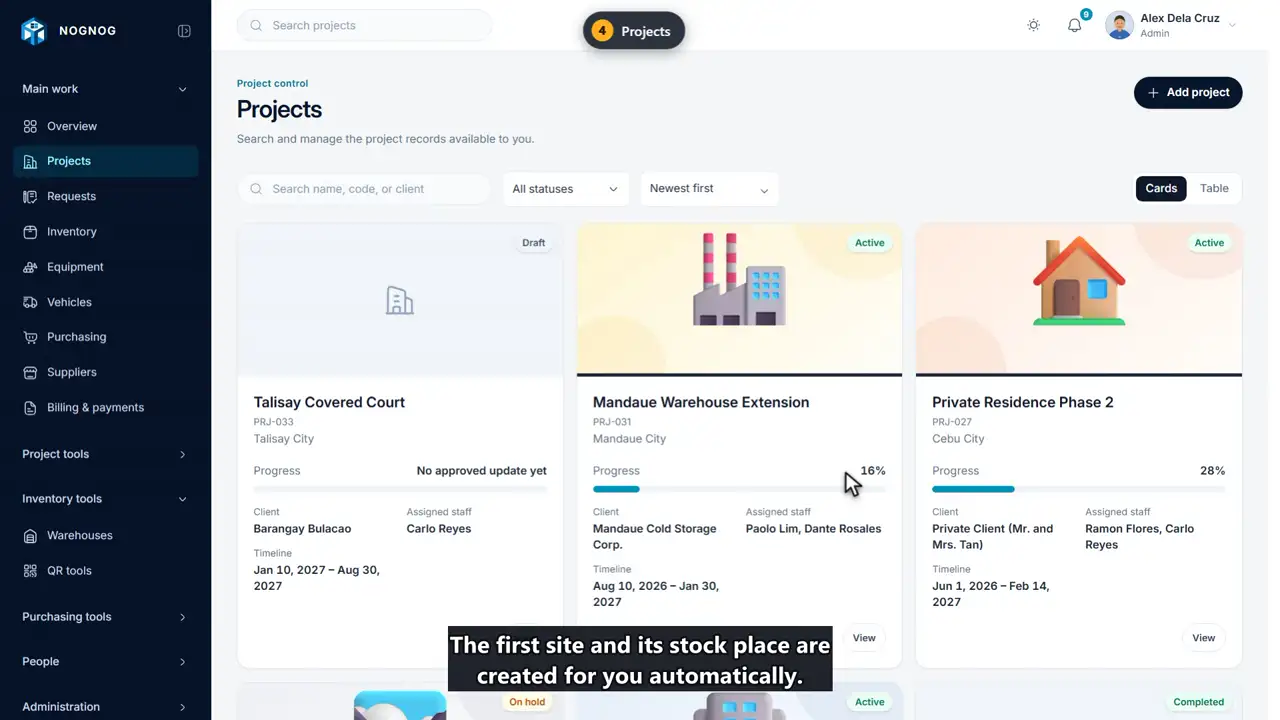 NOGNOG
Search projects
4 Projects
9
Alex Dela Cruz
Admin
Main work
Overview
Projects
Requests
Inventory
Equipment
Vehicles
Purchasing
Suppliers
Billing & payments
Project tools
Inventory tools
Warehouses
QR tools
Purchasing tools
People
Administration
Project control
Projects
Search and manage the project records available to you.
Add project
Search name, code, or client
All statuses
Newest first
Cards
Table
Draft
Talisay Covered Court
PRJ-033
Talisay City
Progress
No approved update yet
Client
Barangay Bulacao
Assigned staff
Carlo Reyes
Timeline
Jan 10, 2027 – Aug 30,
2027
Active
Mandaue Warehouse Extension
PRJ-031
Mandaue City
Progress
16%
Client
Mandaue Cold Storage
Corp.
Assigned staff
Paolo Lim, Dante Rosales
Timeline
Aug 10, 2026 – Jan 30,
2027
View
Active
Private Residence Phase 2
PRJ-027
Cebu City
Progress
28%
Client
Private Client (Mr. and
Mrs. Tan)
Assigned staff
Ramon Flores, Carlo
Reyes
Timeline
Jun 1, 2026 – Feb 14,
2027
View
The first site and its stock place are
created for you automatically.
On hold
Active
Completed